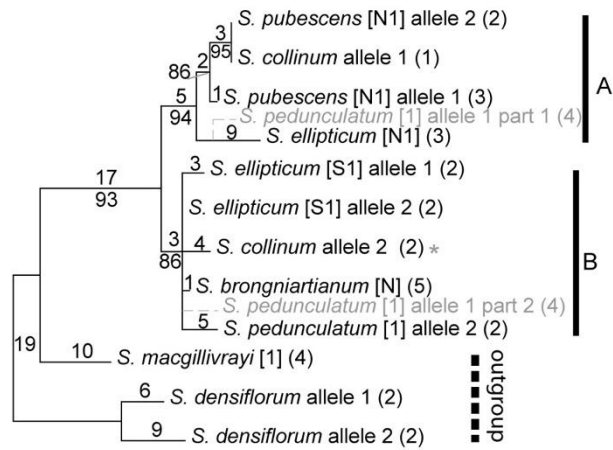 S. pubescens [N1] allele 2 (2)
3
95
S. collinum allele 1 (1)
2
86
1
S. pubescens [N1] allele 1 (3)
A
5
94
S. pedunculatum [1] allele 1 part 1 (4)
9
S. ellipticum [N1] (3)
17
93
3
S. ellipticum [S1] allele 1 (2)
S. ellipticum [S1] allele 2 (2)
3
86
4
S. collinum allele 2 (2) *
B
1
S. brongniartianum [N] (5)
S. pedunculatum [1] allele 1 part 2 (4)
5
S. pedunculatum [1] allele 2 (2)
19
10
S. macgillivrayi [1] (4)
outgroup
6
S. densiflorum allele 1 (2)
9
S. densiflorum allele 2 (2)